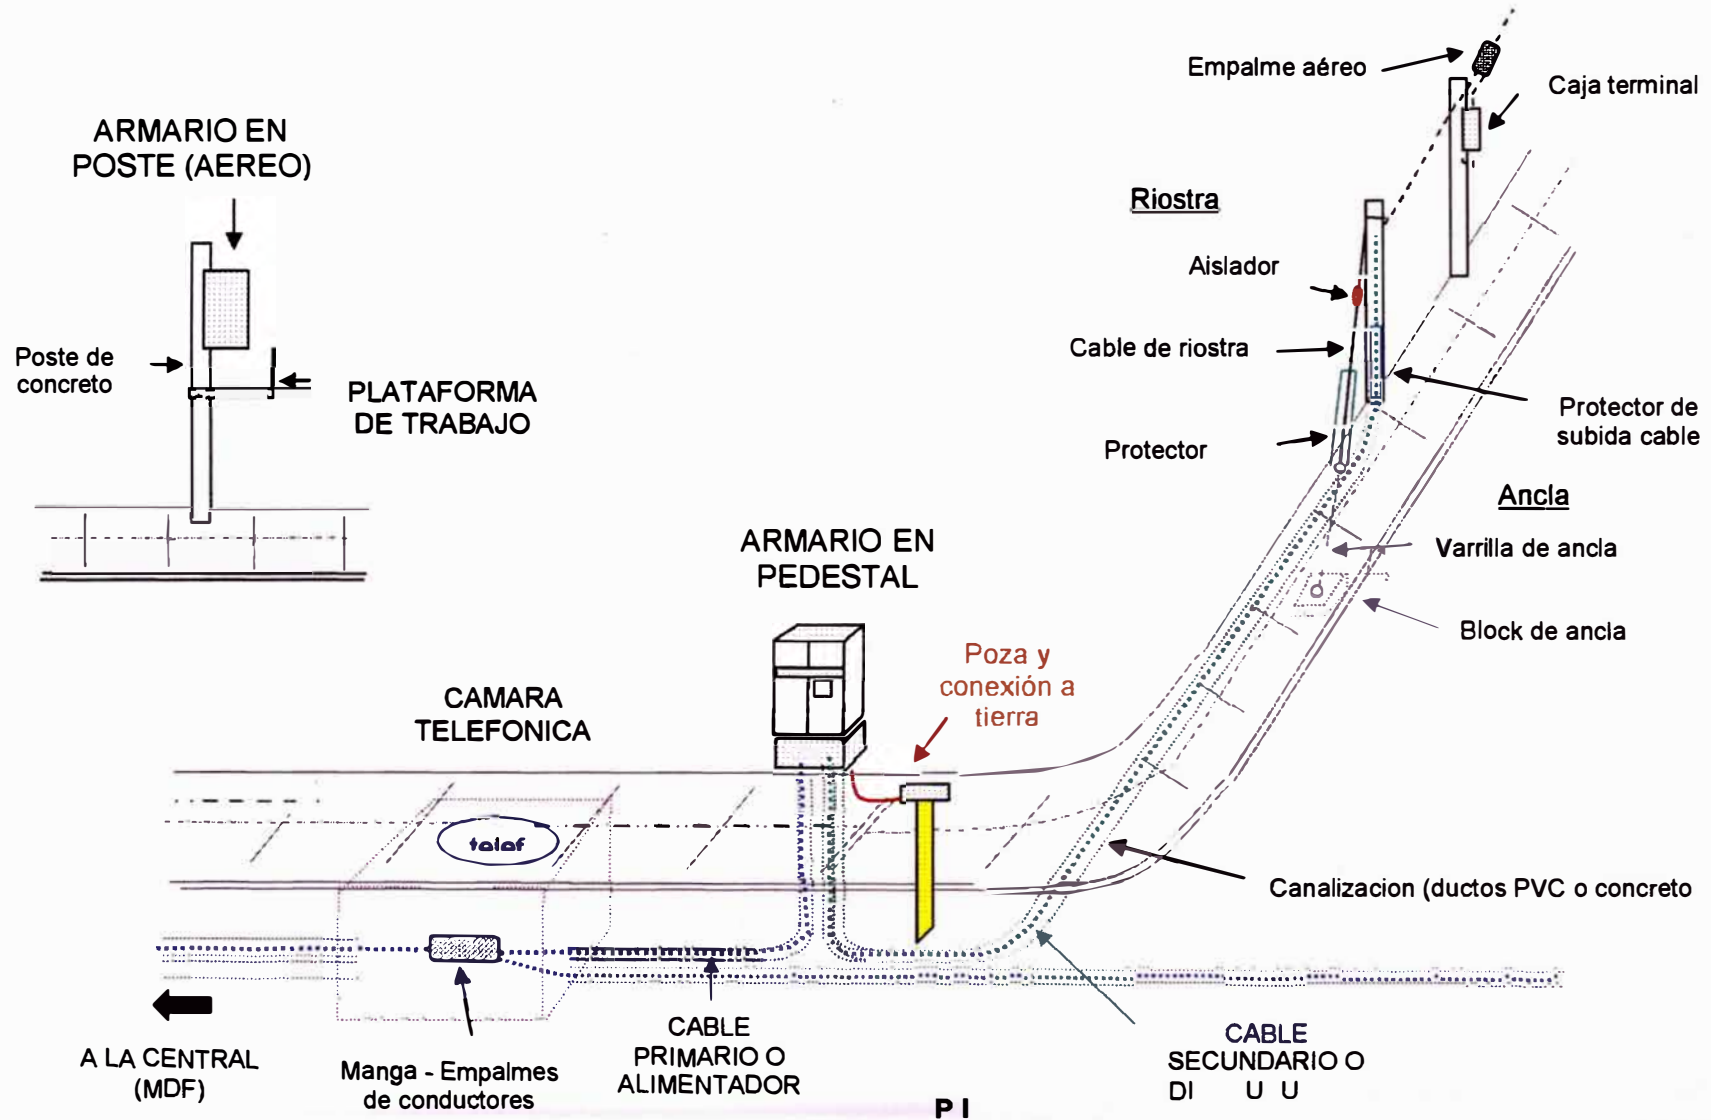 Empalme aéreo
Caja terminal
ARMARIO EN
POSTE (AEREO)
Riostra
Aislador
Poste de
concreto
PLATAFORMA
DE TRABAJO
Cable de riostra
Protector de
subida cable
Protector
Ancla
Varrilla de ancla
Block de ancla
ARMARIO EN
PEDESTAL
Poza y
conexión a
tierra
CAMARA
TELEFONICA
telef
Canalizacion (ductos PVC o concreto
A LA CENTRAL
(MDF)
Manga - Empalmes
de conductores
CABLE
PRIMARIO O
ALIMENTADOR
CABLE
SECUNDARIO O